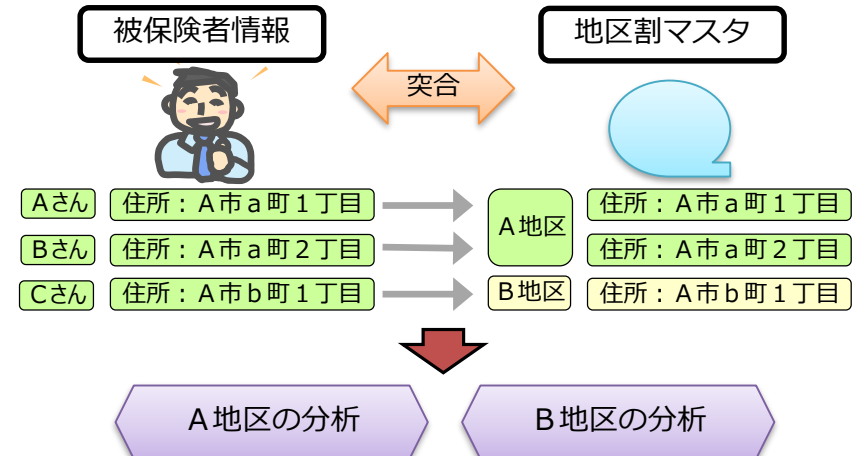 被保険者情報
地区割マスタ
突合
Aさん 住所：A市a町1丁目 A地区 住所：A市a町1丁目
Bさん 住所：A市a町2丁目 住所：A市a町2丁目
Cさん 住所：A市b町1丁目 B地区 住所：A市b町1丁目
A地区の分析 B地区の分析